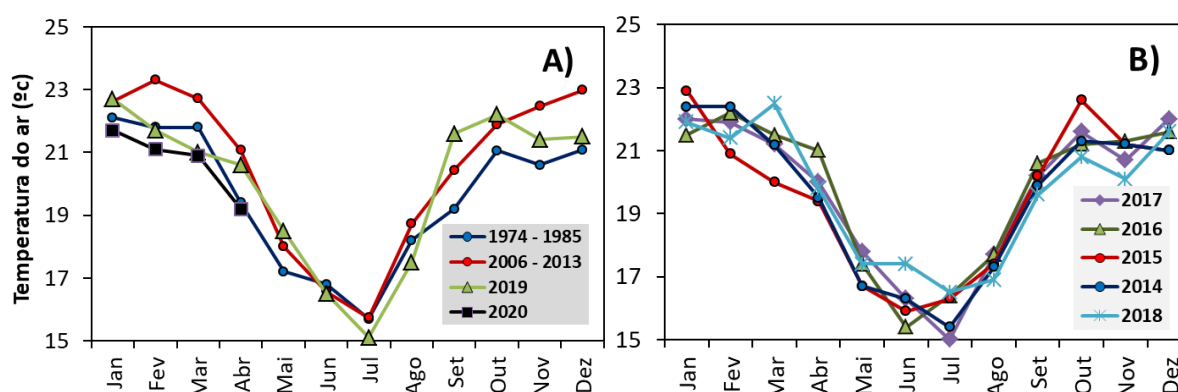 Temperatura do ar (ºc)
25
23
21
19
17
15
A)
1974 - 1985
2006 - 2013
2019
2020
Jan
Fev
Mar
Abr
Mai
Jun
Jul
Ago
Set
Out
Nov
Dez
25
23
21
19
17
15
B)
2017
2016
2015
2014
2018
Jan
Fev
Mar
Abr
Mai
Jun
Jul
Ago
Set
Out
Nov
Dez